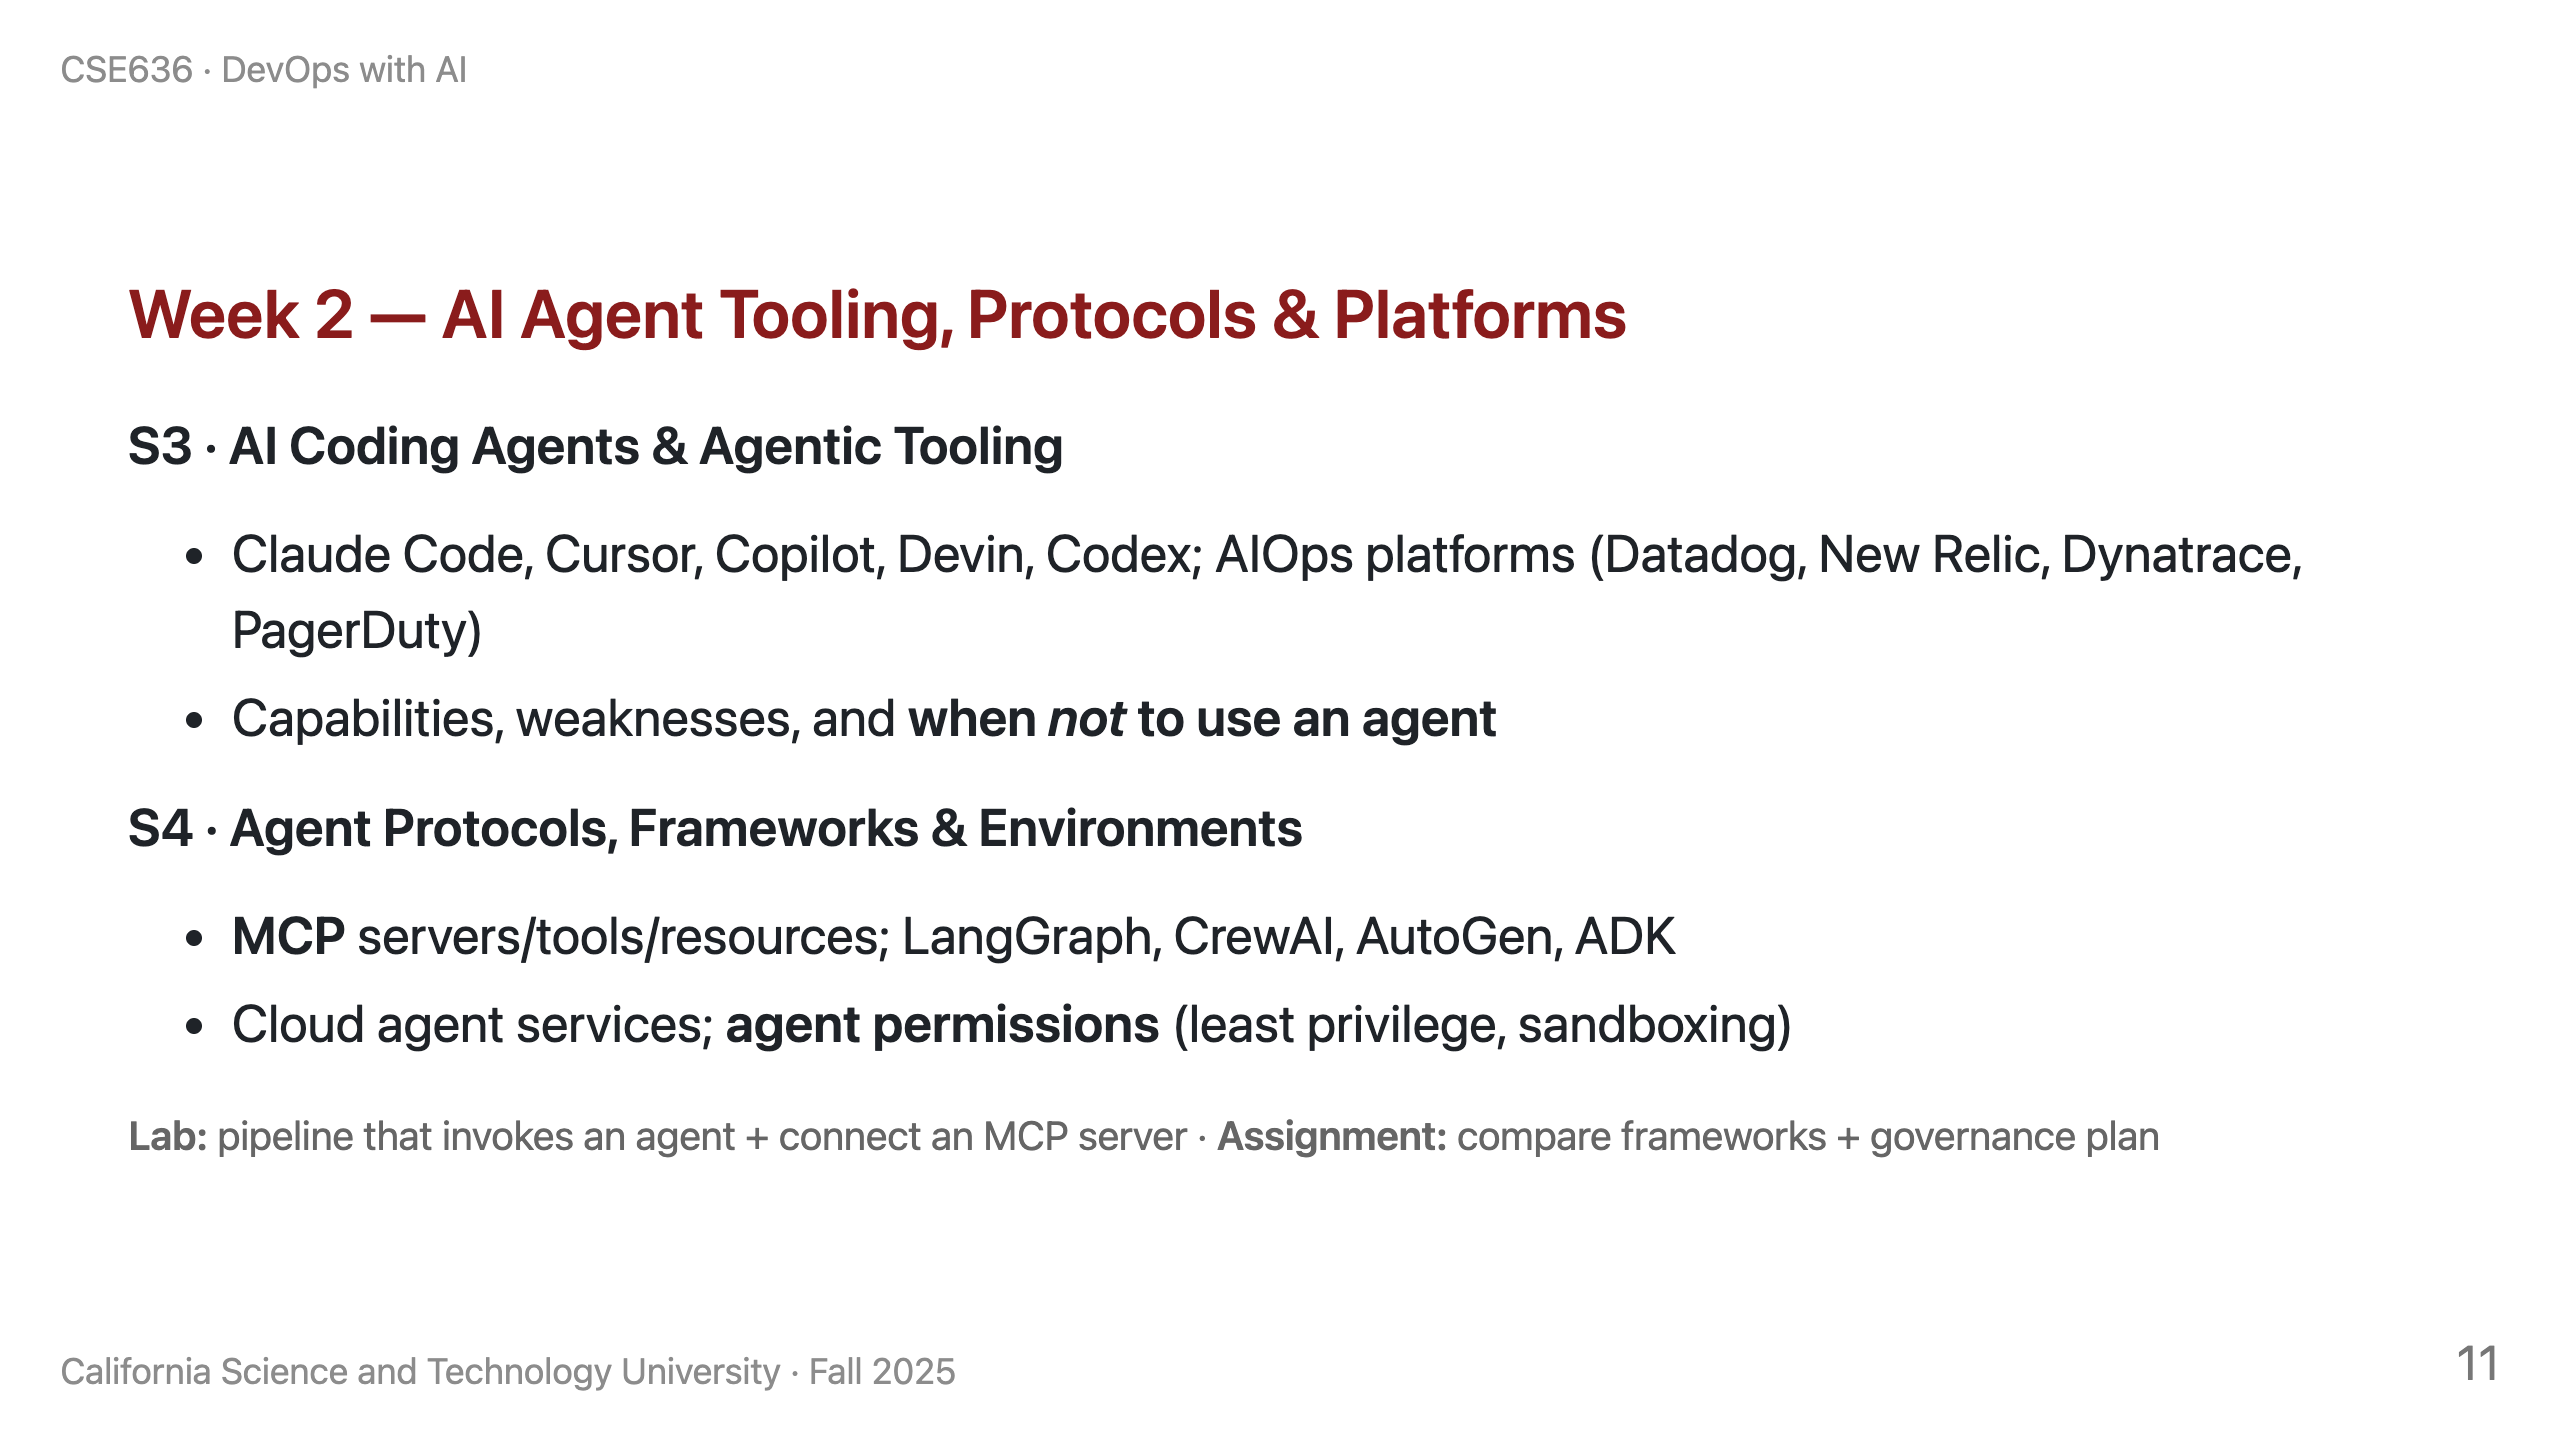 CSE636 · DevOps with AI
Week 2 — AI Agent Tooling, Protocols & Platforms
S3 · AI Coding Agents & Agentic Tooling
• Claude Code, Cursor, Copilot, Devin, Codex; AIOps platforms (Datadog, New Relic, Dynatrace,
PagerDuty)
• Capabilities, weaknesses, and when not to use an agent
S4 · Agent Protocols, Frameworks & Environments
• MCP servers/tools/resources; LangGraph, CrewAI, AutoGen, ADK
• Cloud agent services; agent permissions (least privilege, sandboxing)
Lab: pipeline that invokes an agent + connect an MCP server · Assignment: compare frameworks + governance plan
California Science and Technology University · Fall 2025
11